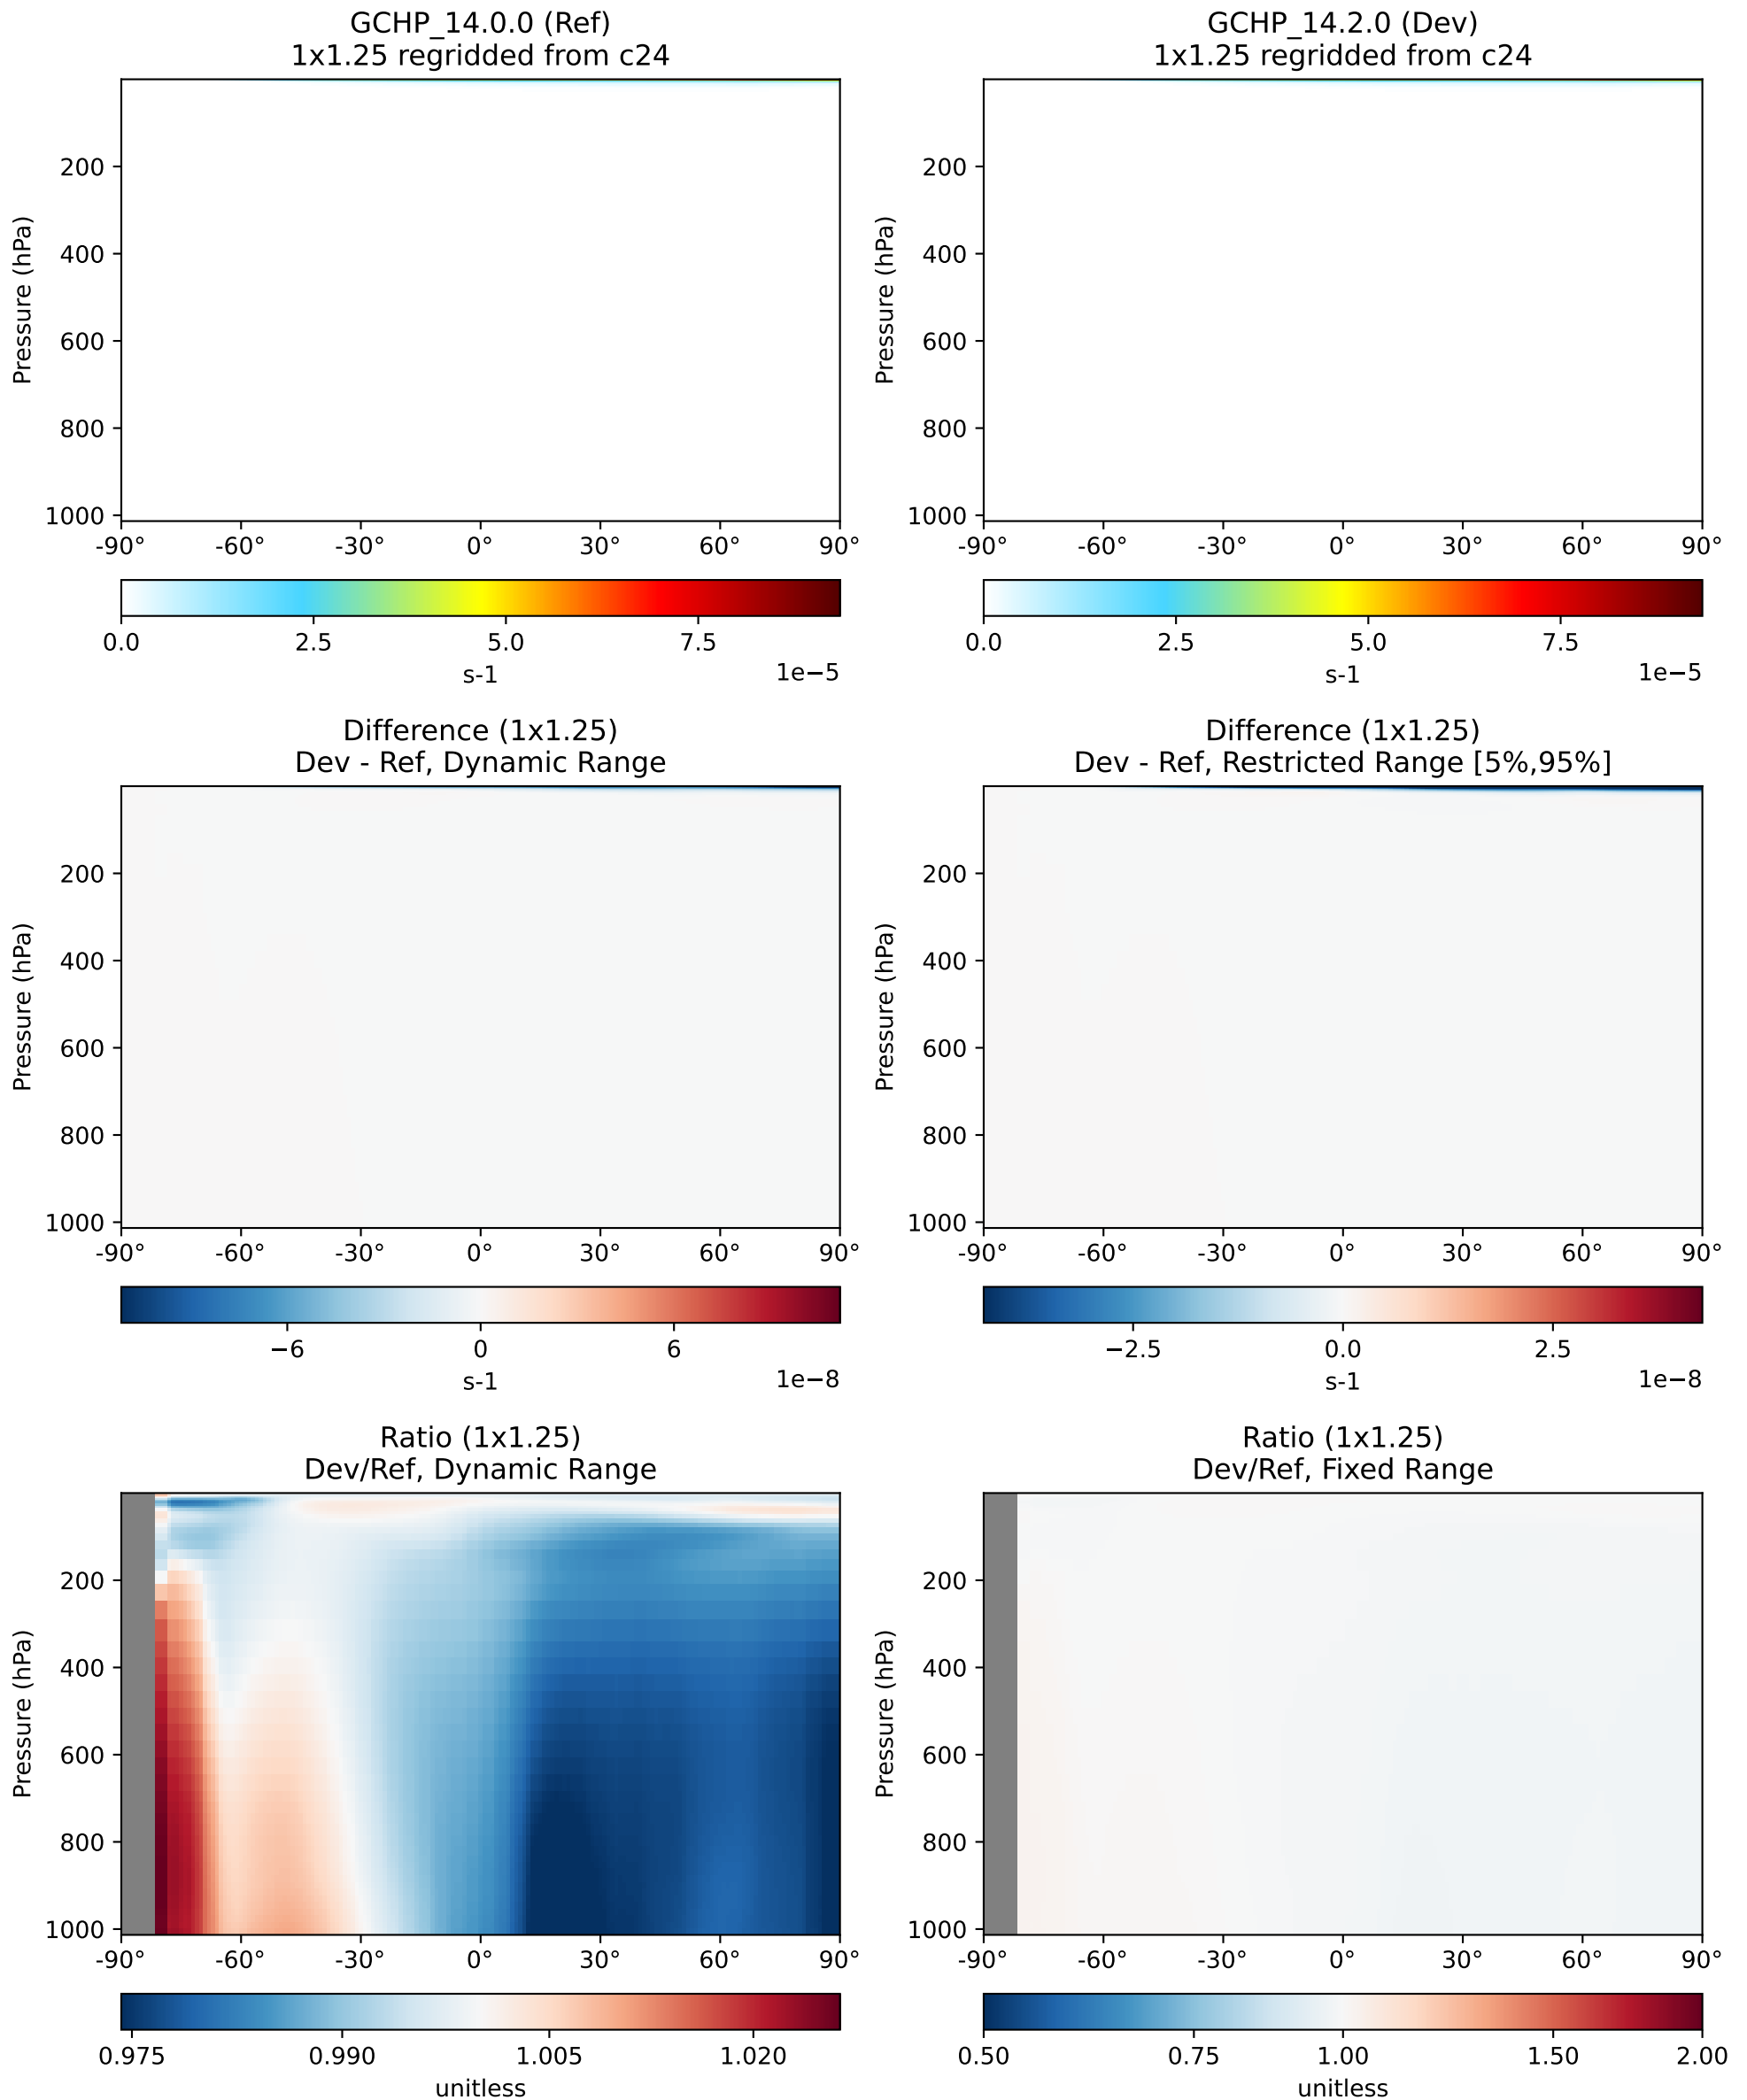 GCHP_14.0.0 (Ref)
1x1.25 regridded from c24
Pressure (hPa)
200
400
600
800
1000
-90° -60° -30° 0° 30° 60° 90°
0.0 2.5 5.0 7.5
1e−5
s-1
GCHP_14.2.0 (Dev)
1x1.25 regridded from c24
Pressure (hPa)
200
400
600
800
1000
-90° -60° -30° 0° 30° 60° 90°
0.0 2.5 5.0 7.5
1e−5
s-1
Difference (1x1.25)
Dev - Ref, Dynamic Range
Pressure (hPa)
200
400
600
800
1000
-90° -60° -30° 0° 30° 60° 90°
−6 0 6
1e−8
s-1
Difference (1x1.25)
Dev - Ref, Restricted Range [5%,95%]
Pressure (hPa)
200
400
600
800
1000
-90° -60° -30° 0° 30° 60° 90°
−2.5 0.0 2.5
1e−8
s-1
Ratio (1x1.25)
Dev/Ref, Dynamic Range
Pressure (hPa)
200
400
600
800
1000
-90° -60° -30° 0° 30° 60° 90°
0.975 0.990 1.005 1.020
unitless
Ratio (1x1.25)
Dev/Ref, Fixed Range
Pressure (hPa)
200
400
600
800
1000
-90° -60° -30° 0° 30° 60° 90°
0.50 0.75 1.00 1.50 2.00
unitless